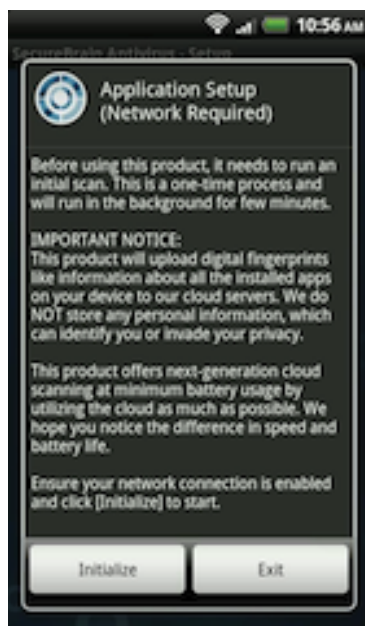 10:56 AM
SecureBrain Antivirus - Setup
Application Setup
(Network Required)
Before using this product, it needs to run an
initial scan. This is a one-time process and
will run in the background for few minutes.
IMPORTANT NOTICE:
This product will upload digital fingerprints
like information about all the installed apps
on your device to our cloud servers. We do
NOT store any personal information, which
can identify you or invade your privacy.
This product offers next-generation cloud
scanning at minimum battery usage by
utilizing the cloud as much as possible. We
hope you notice the difference in speed and
battery life.
Ensure your network connection is enabled
and click [Initialize] to start.
Initialize
Exit